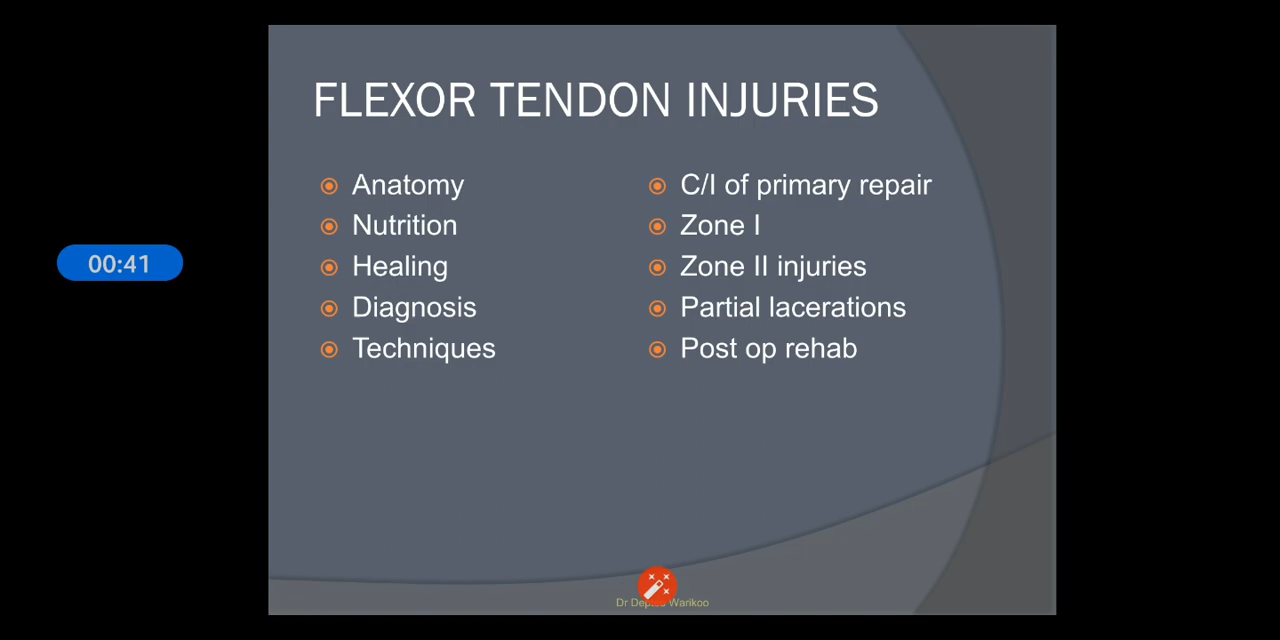 FLEXOR TENDON INJURIES
Anatomy
Nutrition
Healing
Diagnosis
Techniques
C/I of primary repair
Zone I
Zone II injuries
Partial lacerations
Post op rehab
00:41
Dr Warikoo